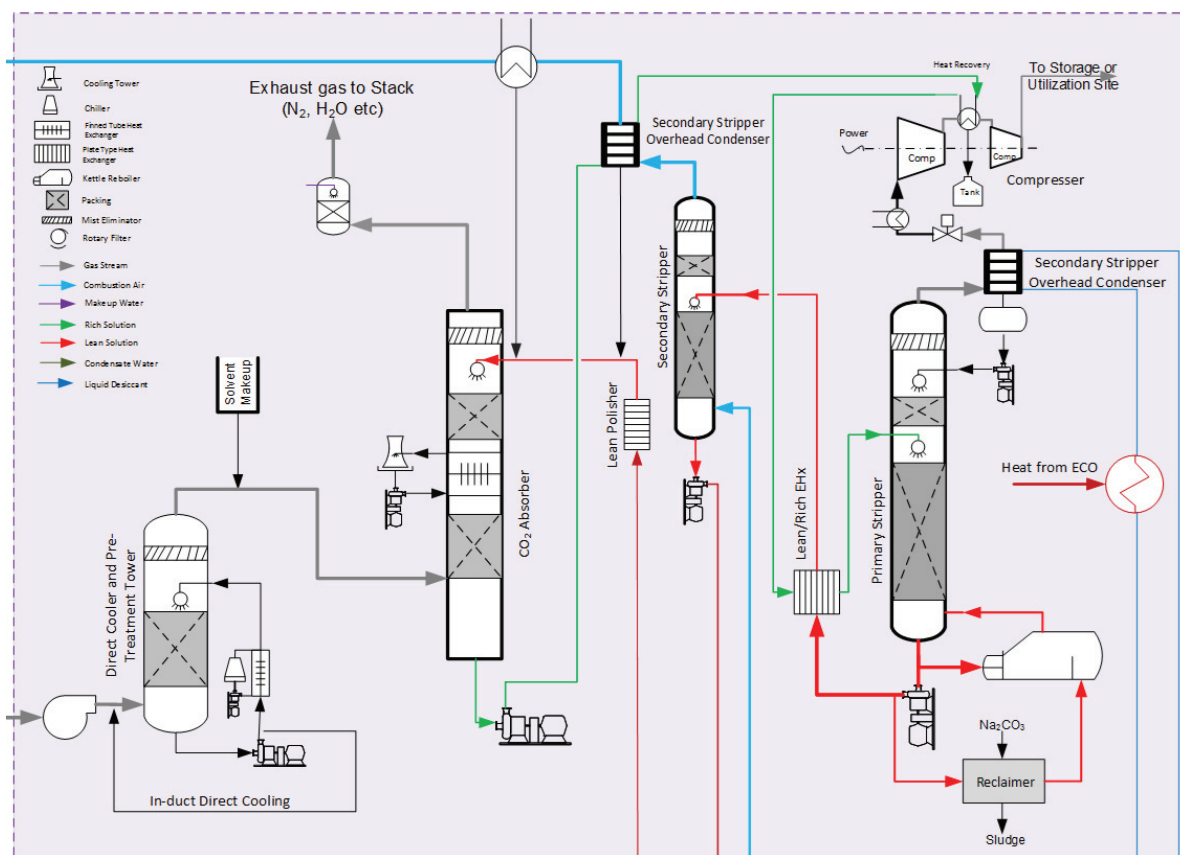 Cooling Tower
Chiller
Finned Tube Heat
Exchanger
Plate Type Heat
Exchanger
Kettle Reboiler
Packing
Mist Eliminator
Rotary Filter
Gas Stream
Combustion Air
Makeup Water
Rich Solution
Lean Solution
Condensate Water
Liquid Desiccant
Exhaust gas to Stack
(N₂, H₂O etc)
Secondary Stripper
Overhead Condenser
Heat Recovery
To Storage or
Utilization Site
Power
Comp
Comp
Compresser
Tank
Secondary Stripper
Overhead Condenser
Secondary Stripper
Solvent
Makeup
Lean Polisher
CO₂ Absorber
Lean/Rich EHx
Primary Stripper
Heat from ECO
Direct Cooler and Pre-
Treatment Tower
In-duct Direct Cooling
Na₂CO₃
Reclaimer
Sludge